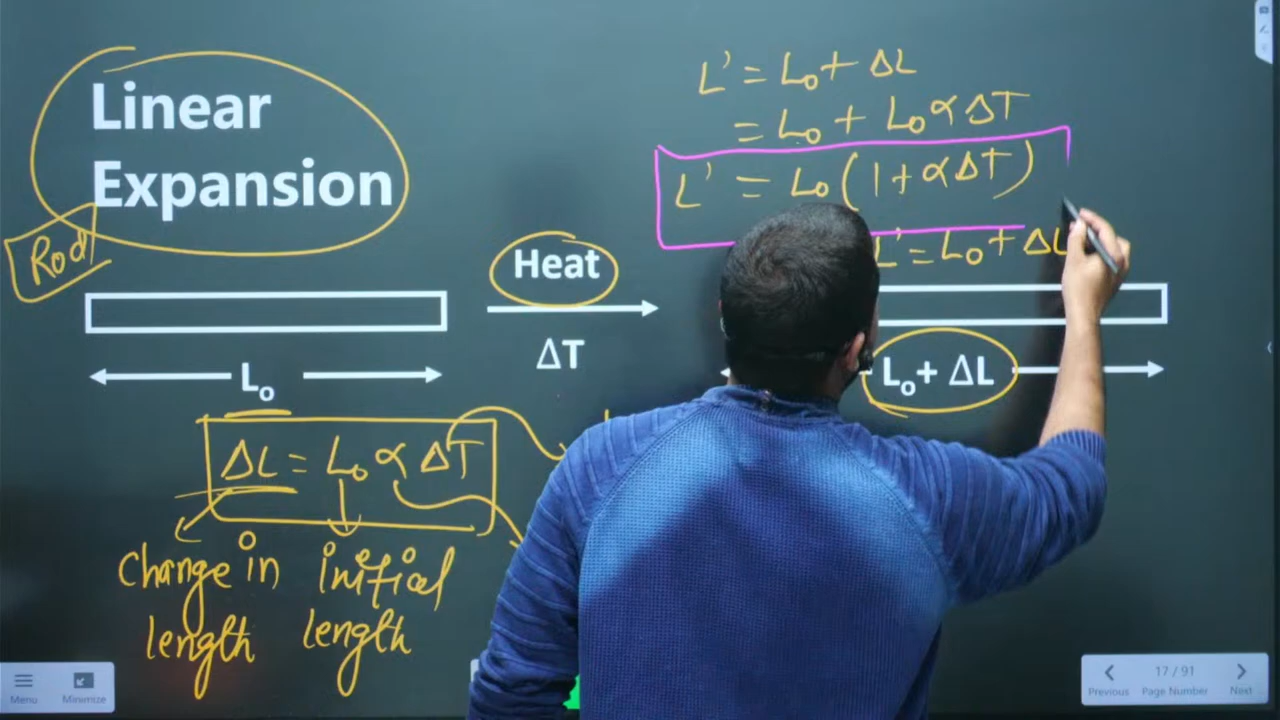 Linear
Expansion
Rod
L' = L₀ + ΔL
= L₀ + L₀ α ΔT
L' = L₀ (1 + α ΔT)
L' = L₀ + ΔL
Heat
ΔT
L₀
L₀ + ΔL
ΔL = L₀ α ΔT
change in
length
initial
length
Menu
Minimize
Previous
17 / 91
Page Number
Next